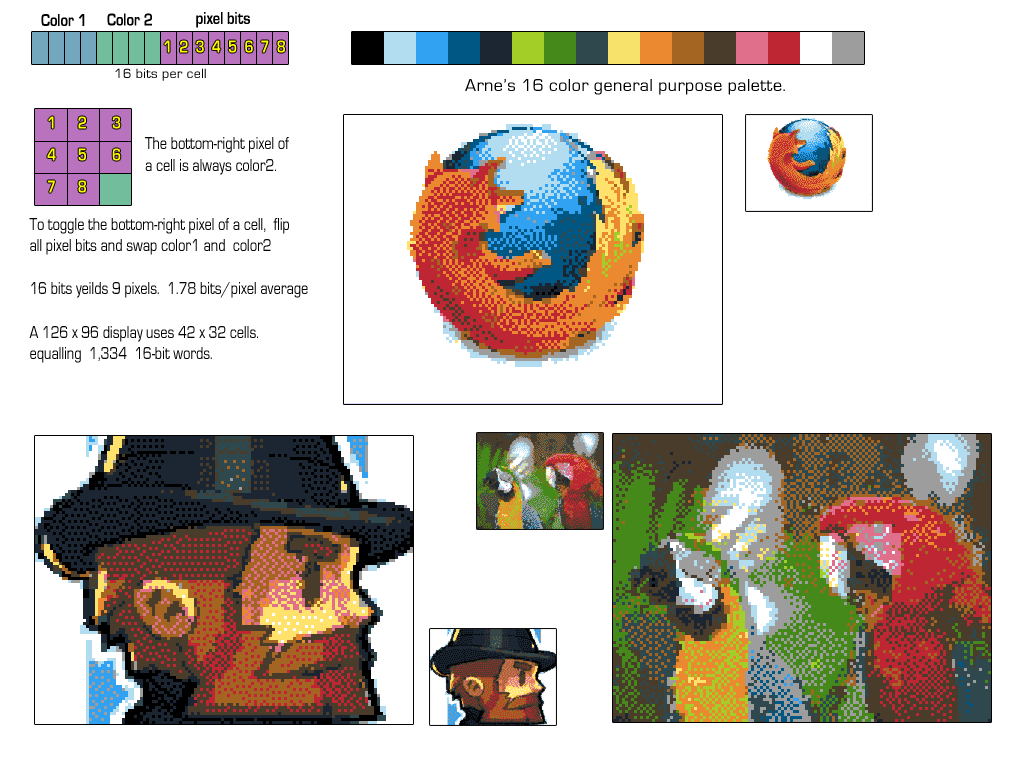 Color 1 Color 2 pixel bits
1 2 3 4 5 6 7 8
16 bits per cell
Arne's 16 color general purpose palette.
1 2 3
4 5 6
7 8
The bottom-right pixel of
a cell is always color2.
To toggle the bottom-right pixel of a cell, flip
all pixel bits and swap color1 and color2
16 bits yeilds 9 pixels. 1.78 bits/pixel average
A 126 x 96 display uses 42 x 32 cells.
equalling 1,334 16-bit words.